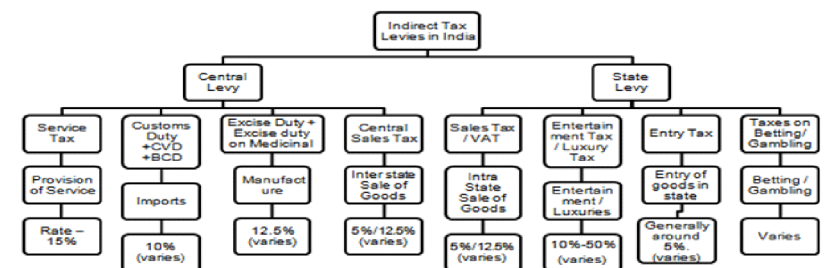 Indirect Tax
Levies in India
Central
Levy
State
Levy
Service
Tax
Customs
Duty
+CVD
+BCD
Excise Duty +
Excise duty
on Medicinal
Central
Sales Tax
Sales Tax
/ VAT
Entertain
ment Tax
/ Luxury
Tax
Entry Tax
Taxes on
Betting/
Gambling
Provision
of Service
Imports
Manufact
ure
Inter state
Sale of
Goods
Intra
State
Sale of
Goods
Entertain
ment /
Luxuries
Entry of
goods in
state
Betting /
Gambling
Rate –
15%
10%
(varies)
12.5%
(varies)
5%/12.5%
(varies)
5%/12.5%
(varies)
10%-50%
(varies)
Generally
around
5%.
(varies)
Varies